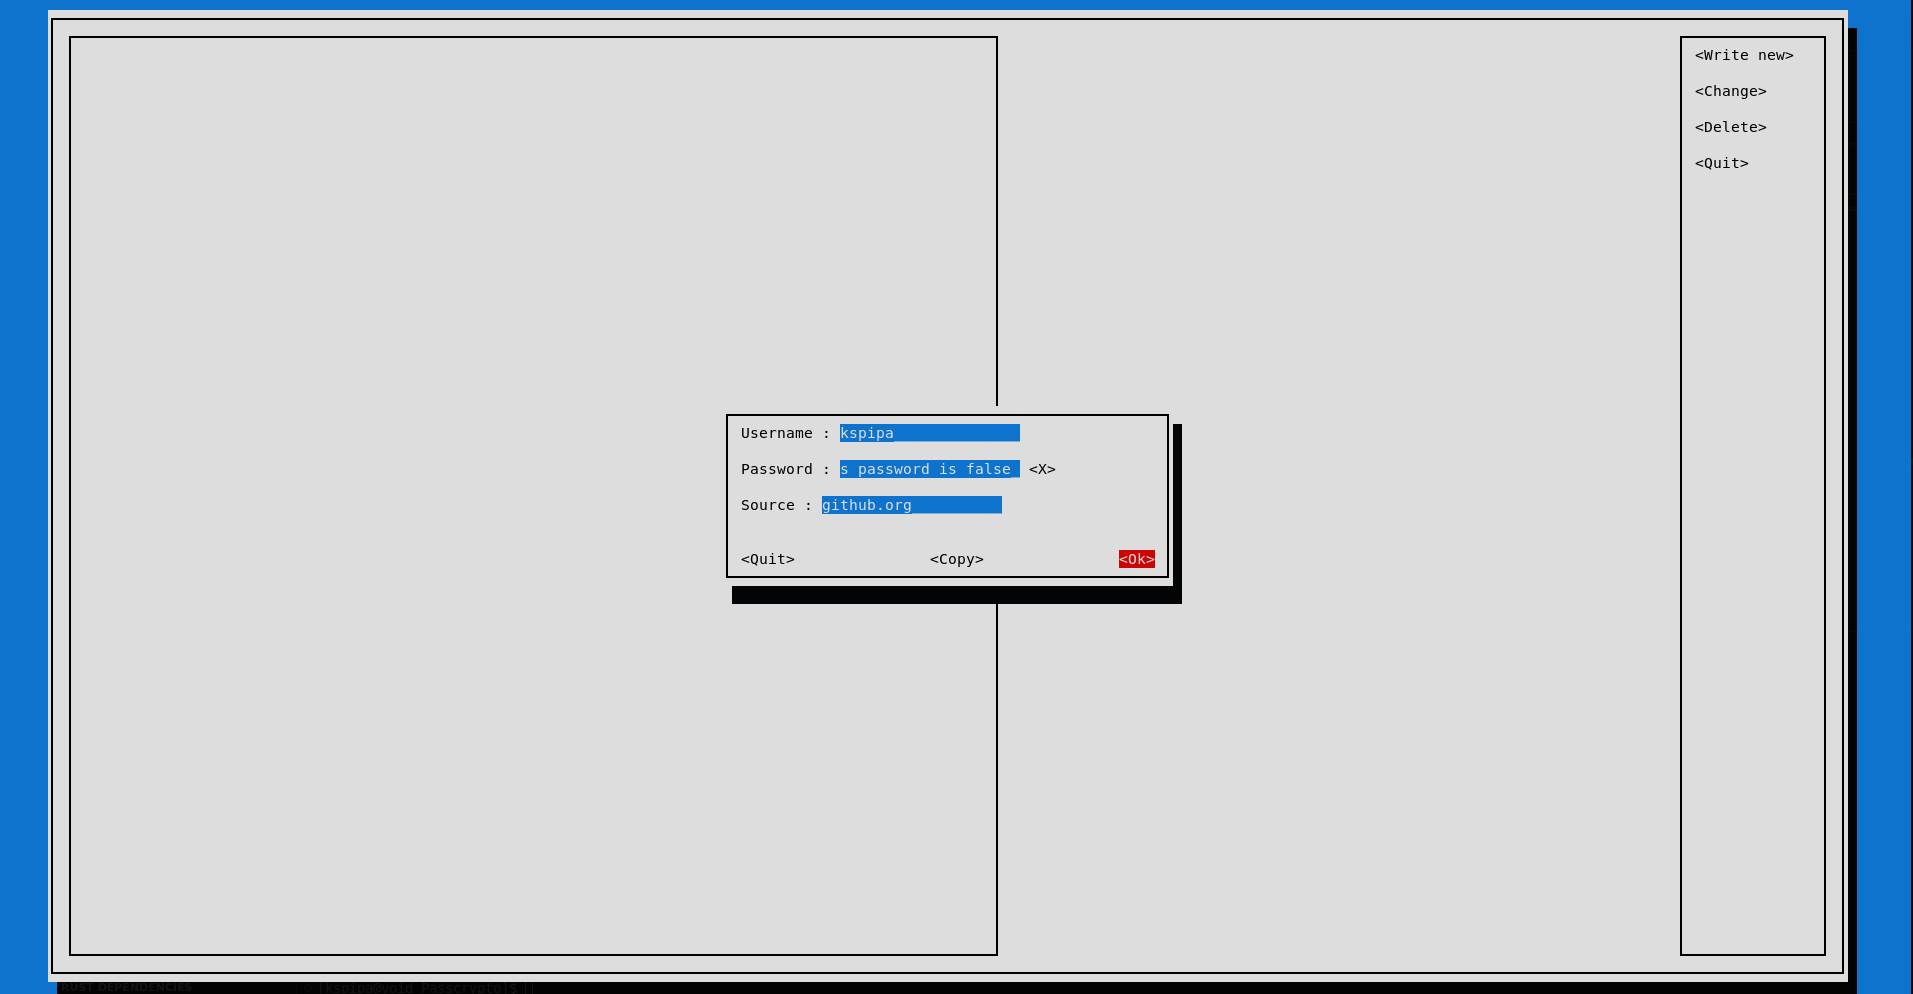 <Write new>
<Change>
<Delete>
<Quit>
Username : kspipa
Password : s password is false <X>
Source : github.org
<Quit> <Copy> <Ok>
RUST DEPENDENCIES [kspipa@void Passcrypto]$